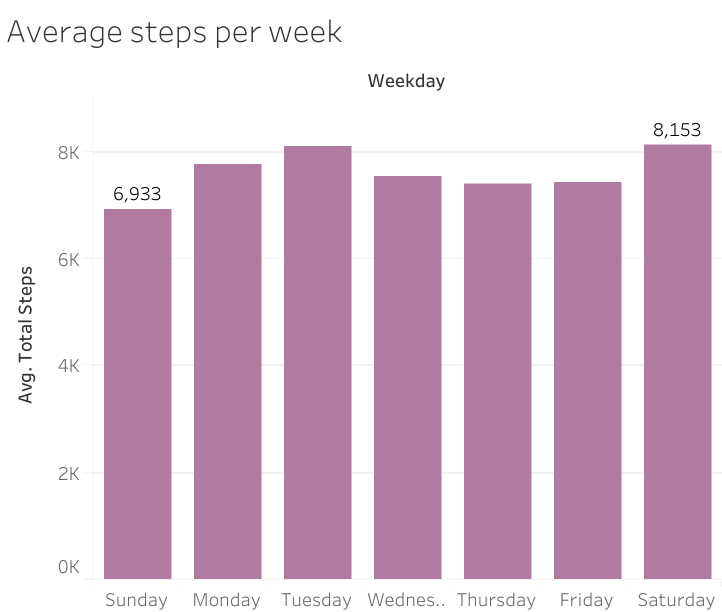 Average steps per week
Weekday
8,153
8K
6,933
6K
Avg. Total Steps
4K
2K
0K
Sunday Monday Tuesday Wednes.. Thursday Friday Saturday